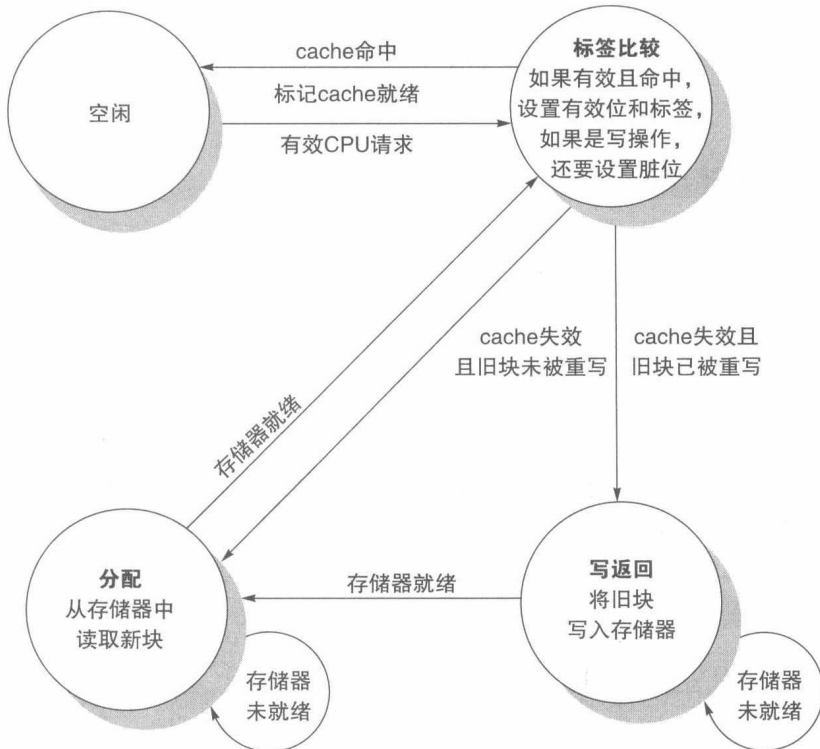 空闲
cache命中
标记cache就绪
有效CPU请求
标签比较
如果有效且命中，
设置有效位和标签，
如果是写操作，
还要设置脏位
cache失效
且旧块未被重写
cache失效且
旧块已被重写
存储器就绪
分配
从存储器中
读取新块
存储器
未就绪
存储器就绪
写返回
将旧块
写入存储器
存储器
未就绪